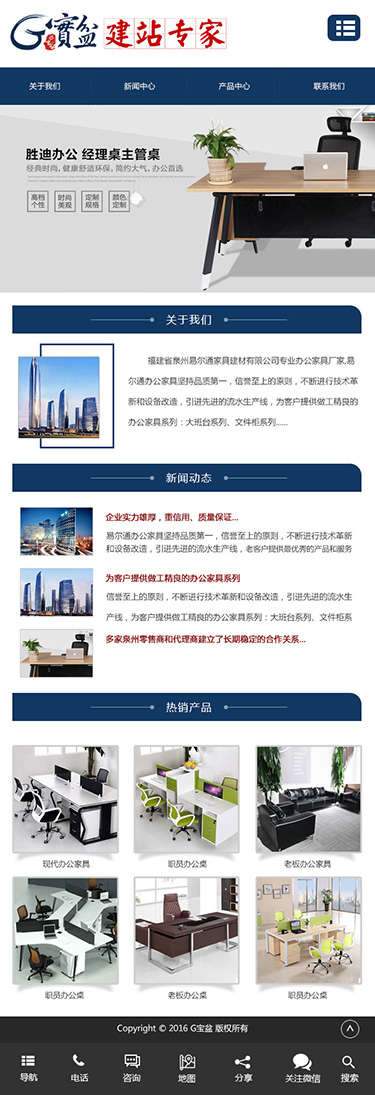 G寳盆 建站专家
关于我们 新闻中心 产品中心 联系我们
胜迪办公 经理桌主管桌
经典时尚,健康舒适环保,简约大气,办公首选
高档 时尚 定制 颜色
个性 美观 规格 定制
关于我们
福建省泉州易尔通家具建材有限公司专业办公家具厂家,易
尔通办公家具坚持品质第一，信誉至上的原则，不断进行技术革
新和设备改造，引进先进的流水生产线，为客户提供做工精良的
办公家具系列：大班台系列、文件柜系列......
新闻动态
企业实力雄厚，重信用、质量保证...
易尔通办公家具坚持品质第一，信誉至上的原则，不断进行技术革新
和设备改造，引进先进的流水生产线，老客户提供最优秀的产品和服务
为客户提供做工精良的办公家具系列
信誉至上的原则，不断进行技术革新和设备改造，引进先进的流水生
产线，为客户提供做工精良的办公家具系列：大班台系列、文件柜系
多家泉州零售商和代理商建立了长期稳定的合作关系...
热销产品
现代办公家具 职员办公桌 老板办公家具
职员办公桌 老板办公桌 职员办公桌
Copyright © 2016 G宝盆 版权所有
导航 电话 咨询 地图 分享 关注微信 搜索